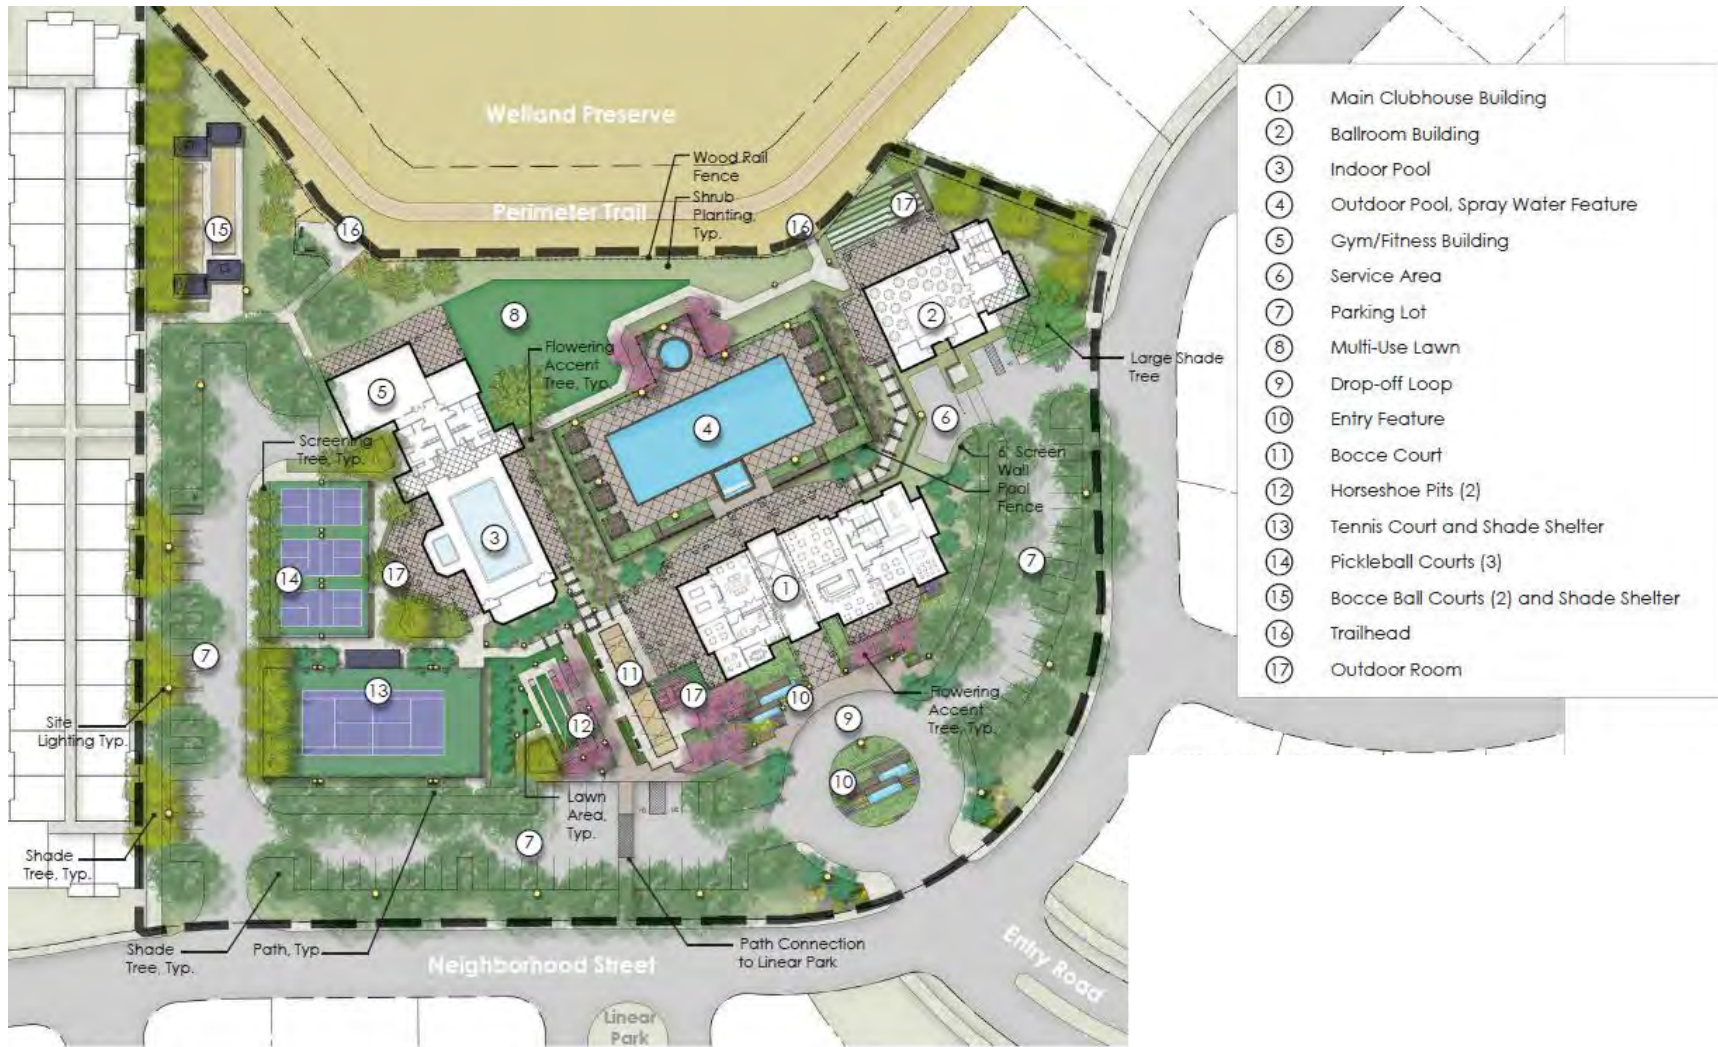 Welland Preserve
Wood Rail
Fence
Shrub
Planting,
Typ.
Perimeter Trail
17
15
16
16
8
2
Flowering
Accent
Tree, Typ.
Large Shade
Tree
5
4
6
Screening
Tree, Typ.
6' Screen
Wall
Pool
Fence
3
14
17
7
1
7
11
13
17
10
12
9
Flowering
Accent
Tree, Typ.
Site
Lighting Typ.
10
Lawn
Area,
Typ.
7
Shade
Tree, Typ.
Shade
Tree, Typ.
Path, Typ.
Path Connection
to Linear Park
Neighborhood Street
Entry Road
Linear
Park
1 Main Clubhouse Building
2 Ballroom Building
3 Indoor Pool
4 Outdoor Pool, Spray Water Feature
5 Gym/Fitness Building
6 Service Area
7 Parking Lot
8 Multi-Use Lawn
9 Drop-off Loop
10 Entry Feature
11 Bocce Court
12 Horseshoe Pits (2)
13 Tennis Court and Shade Shelter
14 Pickleball Courts (3)
15 Bocce Ball Courts (2) and Shade Shelter
16 Trailhead
17 Outdoor Room